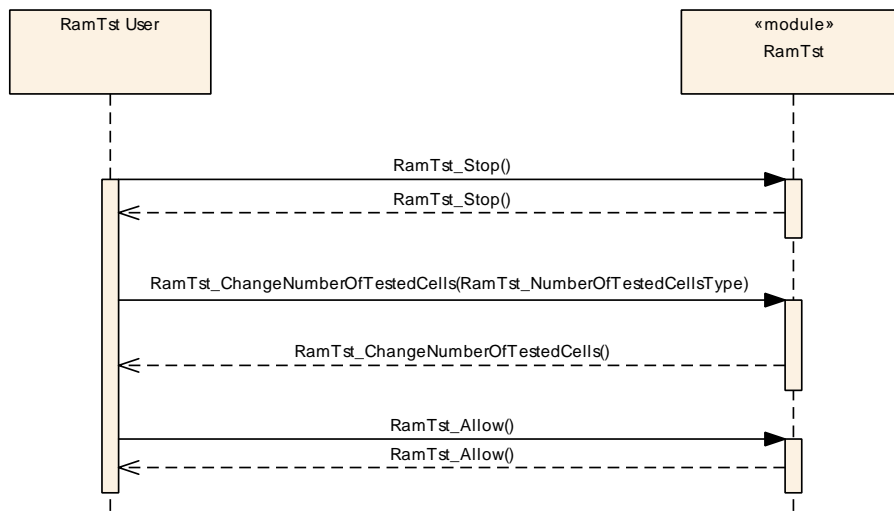 RamTst User
«module»
RamTst
RamTst_Stop()
RamTst_Stop()
RamTst_ChangeNumberOfTestedCells(RamTst_NumberOfTestedCellsType)
RamTst_ChangeNumberOfTestedCells()
RamTst_Allow()
RamTst_Allow()